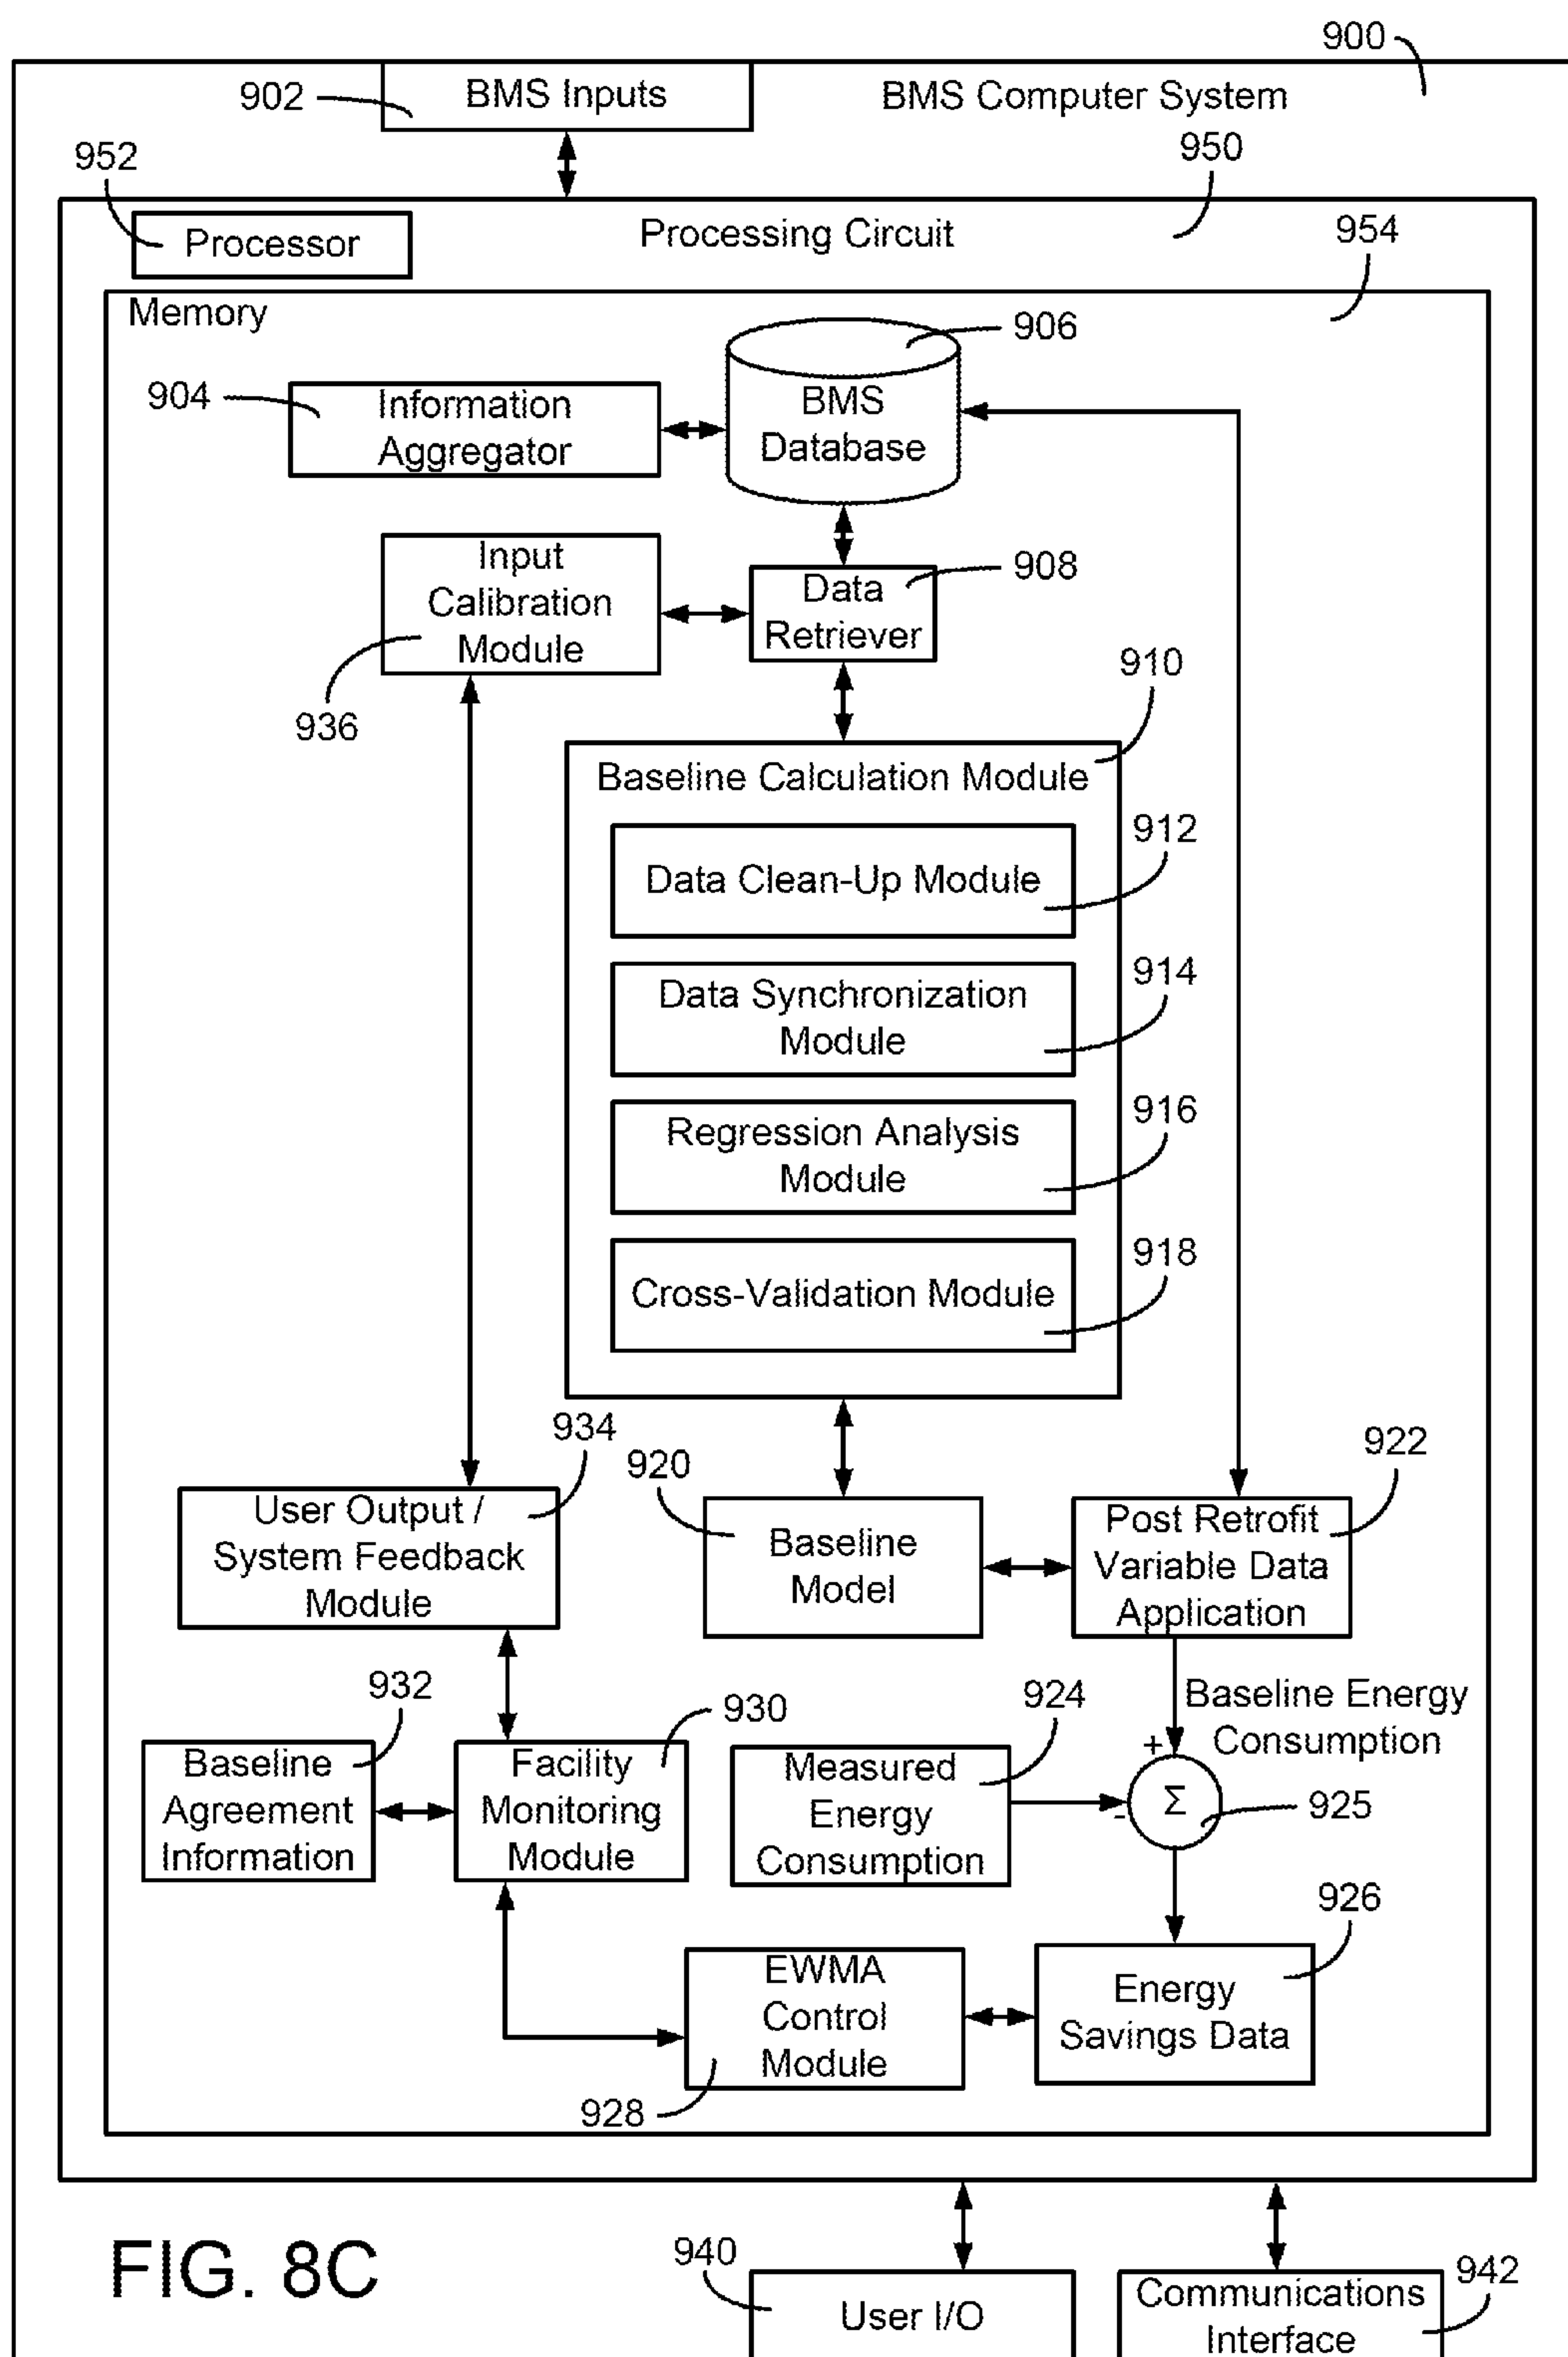 900
902
BMS Inputs
BMS Computer System
952
950
Processor
Processing Circuit
954
Memory
906
904
Information
Aggregator
BMS
Database
Input
Calibration
Module
908
Data
Retriever
936
910
Baseline Calculation Module
912
Data Clean-Up Module
914
Data Synchronization
Module
916
Regression Analysis
Module
918
Cross-Validation Module
934
920
922
User Output /
System Feedback
Module
Baseline
Model
Post Retrofit
Variable Data
Application
932
930
924
Baseline Energy
Consumption
Baseline
Agreement
Information
Facility
Monitoring
Module
Measured
Energy
Consumption
+
-
Σ
925
926
EWMA
Control
Module
Energy
Savings Data
928
FIG. 8C
940
User I/O
Communications
Interface
942